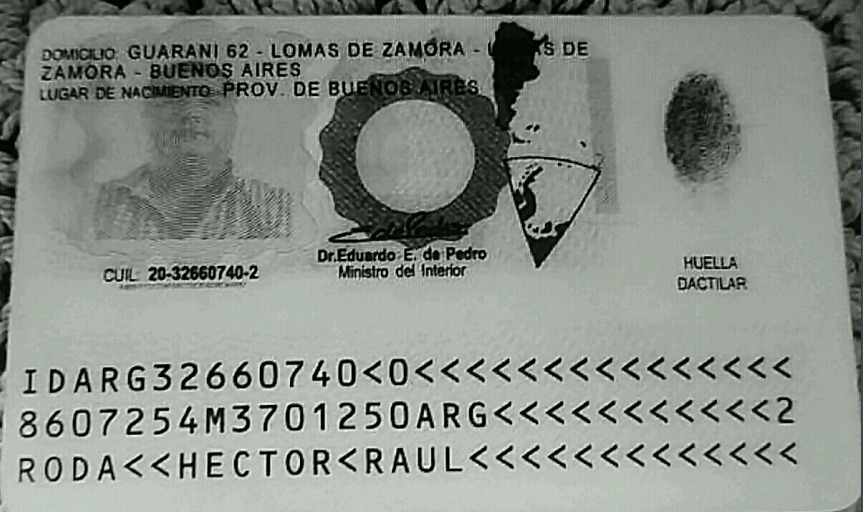 DOMICILIO: GUARANI 62 - LOMAS DE ZAMORA - LOMAS DE
ZAMORA - BUENOS AIRES
LUGAR DE NACIMIENTO: PROV. DE BUENOS AIRES
CUIL: 20-32660740-2
Dr. Eduardo E. de Pedro
Ministro del Interior
HUELLA
DACTILAR
IDARG32660740<0<<<<<<<<<<<<<<<
8607254M3701250ARG<<<<<<<<<<<2
RODA<<HECTOR<RAUL<<<<<<<<<<<<<